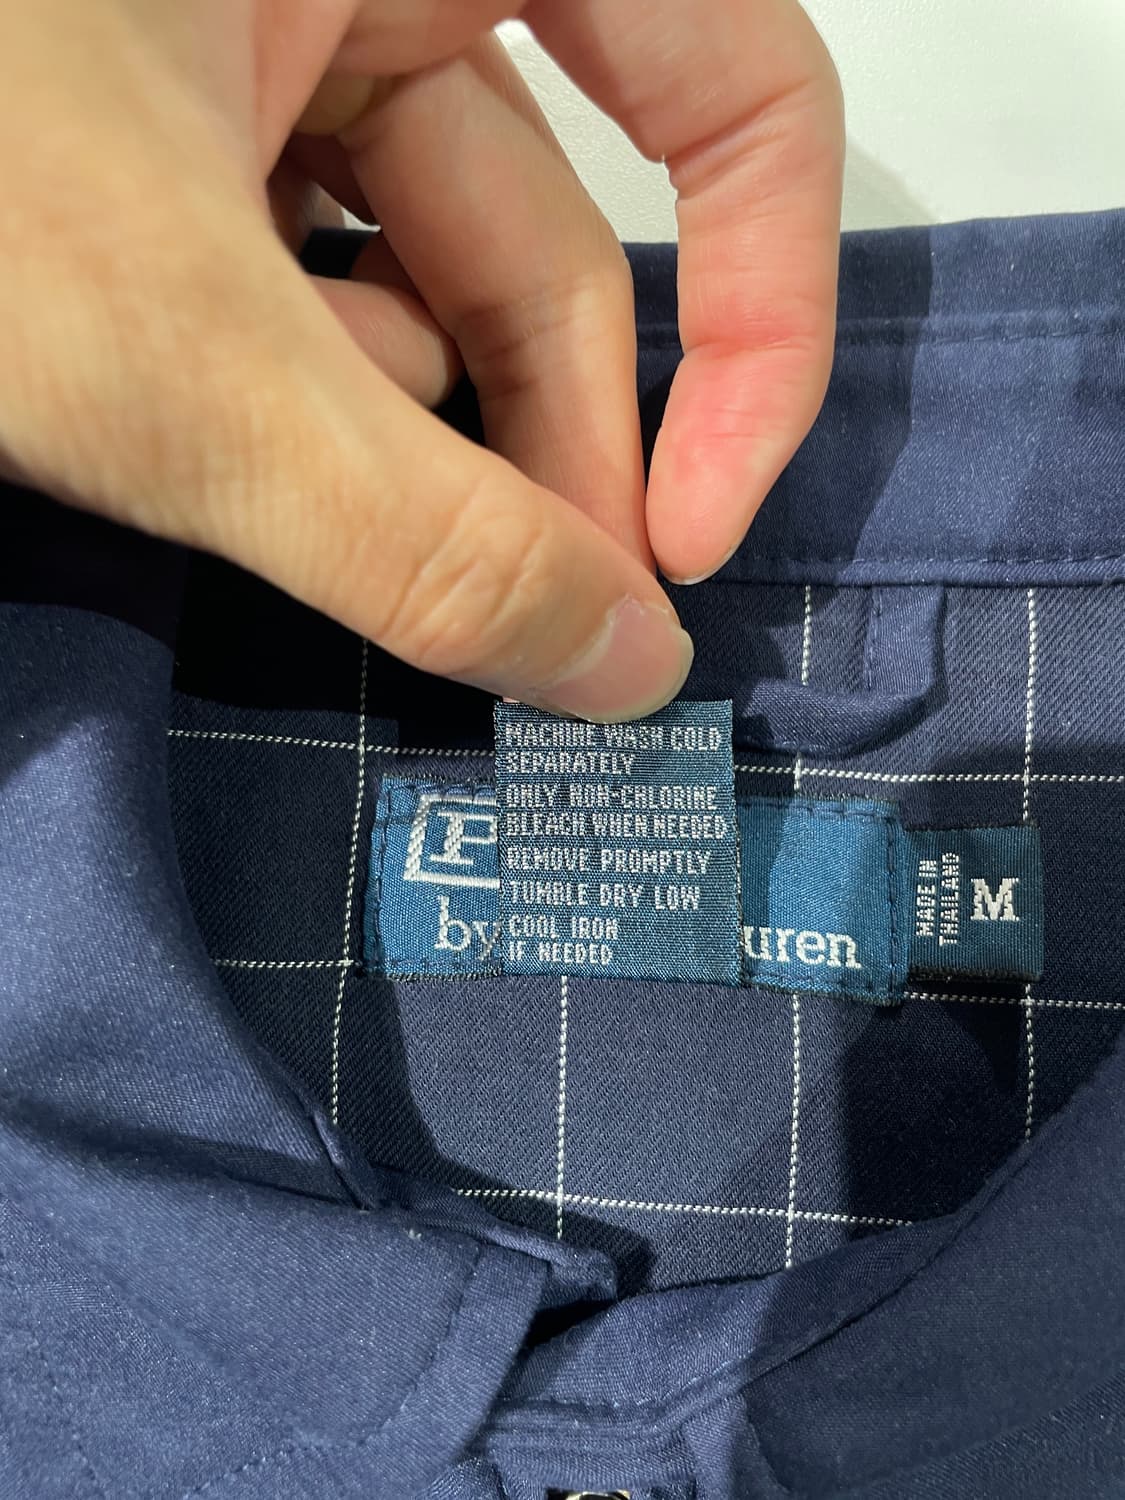 MACHINE WASH COLD
SEPARATELY
ONLY NON-CHLORINE
BLEACH WHEN NEEDED
REMOVE PROMPTLY
TUMBLE DRY LOW
COOL IRON
IF NEEDED
P
by
uren
MADE IN
THAILAND
M